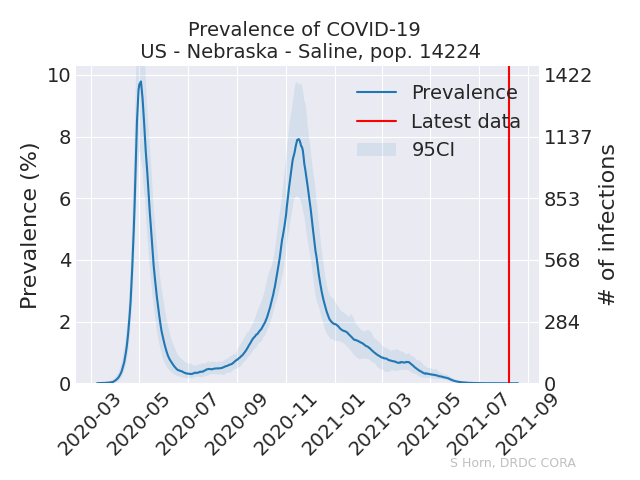 Prevalence of COVID-19
US - Nebraska - Saline, pop. 14224
10
8
6
4
2
0
Prevalence (%)
Prevalence
Latest data
95CI
1422
1137
853
568
284
0
# of infections
2020-03
2020-05
2020-07
2020-09
2020-11
2021-01
2021-03
2021-05
2021-07
2021-09
S Horn, DRDC CORA